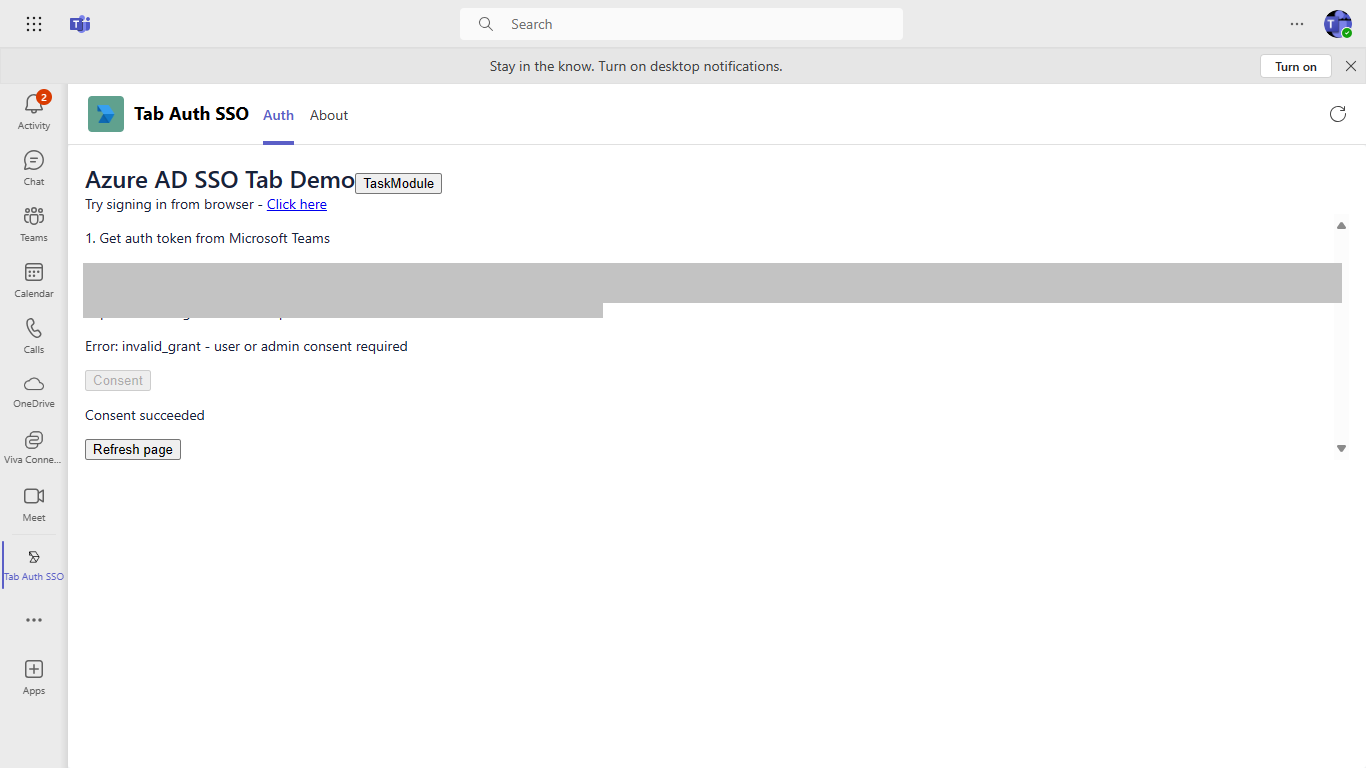 Search
Stay in the know. Turn on desktop notifications.
Turn on
2
Activity
Chat
Teams
Calendar
Calls
OneDrive
Viva Conne...
Meet
Tab Auth SSO
Apps
Tab Auth SSO
Auth
About
Azure AD SSO Tab Demo
TaskModule
Try signing in from browser - Click here
1. Get auth token from Microsoft Teams
Error: invalid_grant - user or admin consent required
Consent
Consent succeeded
Refresh page